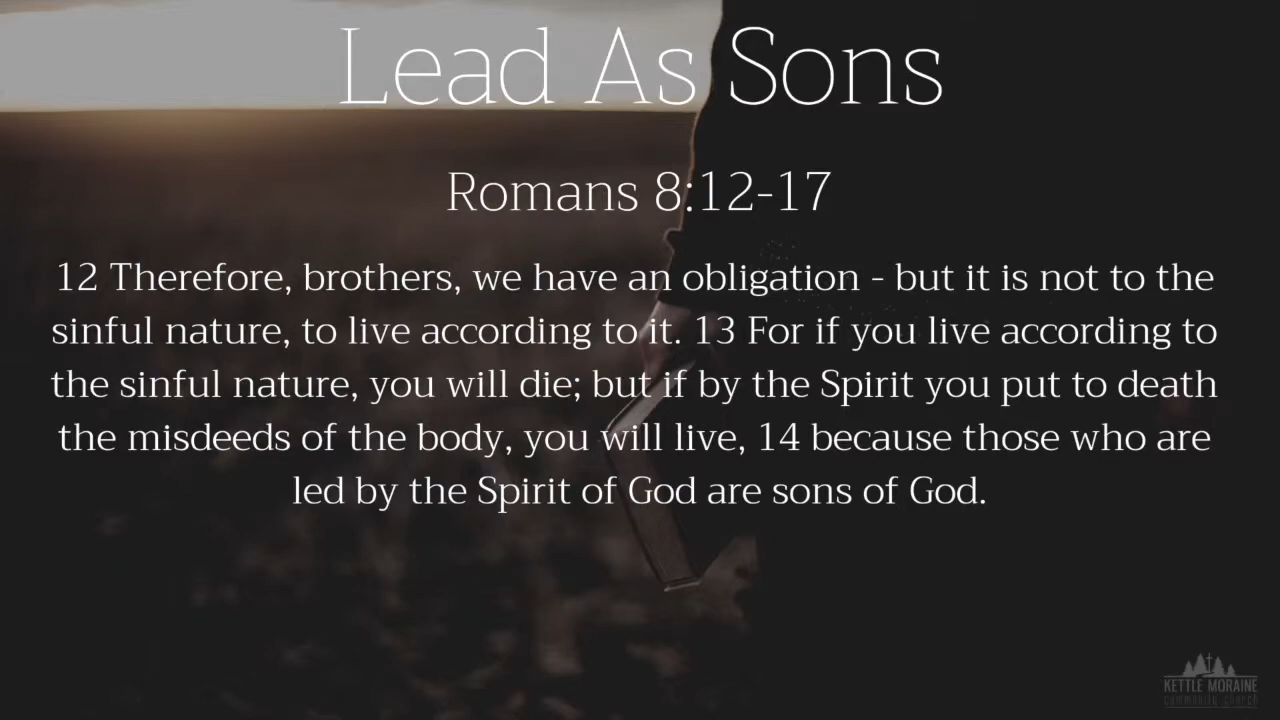 Lead As Sons
Romans 8:12-17
12 Therefore, brothers, we have an obligation - but it is not to the
sinful nature, to live according to it. 13 For if you live according to
the sinful nature, you will die; but if by the Spirit you put to death
the misdeeds of the body, you will live, 14 because those who are
led by the Spirit of God are sons of God.
KETTLE MORAINE
community church